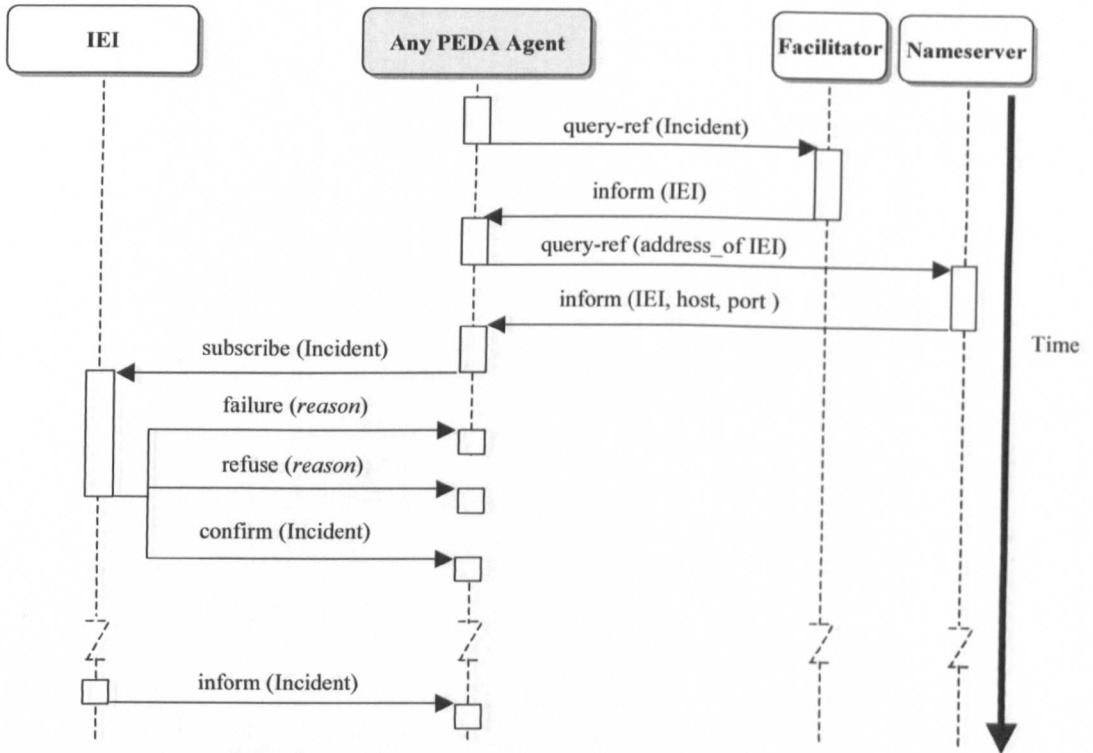 IEI
Any PEDA Agent
Facilitator
Nameserver
query-ref (Incident)
inform (IEI)
query-ref (address_of IEI)
inform (IEI, host, port )
Time
subscribe (Incident)
failure (reason)
refuse (reason)
confirm (Incident)
inform (Incident)